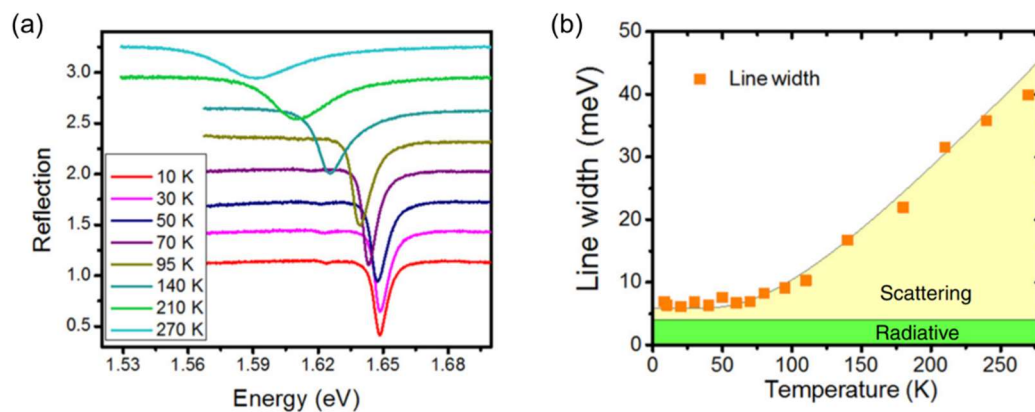 (a)
Reflection
3.0
2.5
2.0
1.5
1.0
0.5
10 K
30 K
50 K
70 K
95 K
140 K
210 K
270 K
1.53 1.56 1.59 1.62 1.65 1.68
Energy (eV)
(b)
Line width (meV)
50
40
30
20
10
0
Line width
Scattering
Radiative
0 50 100 150 200 250
Temperature (K)